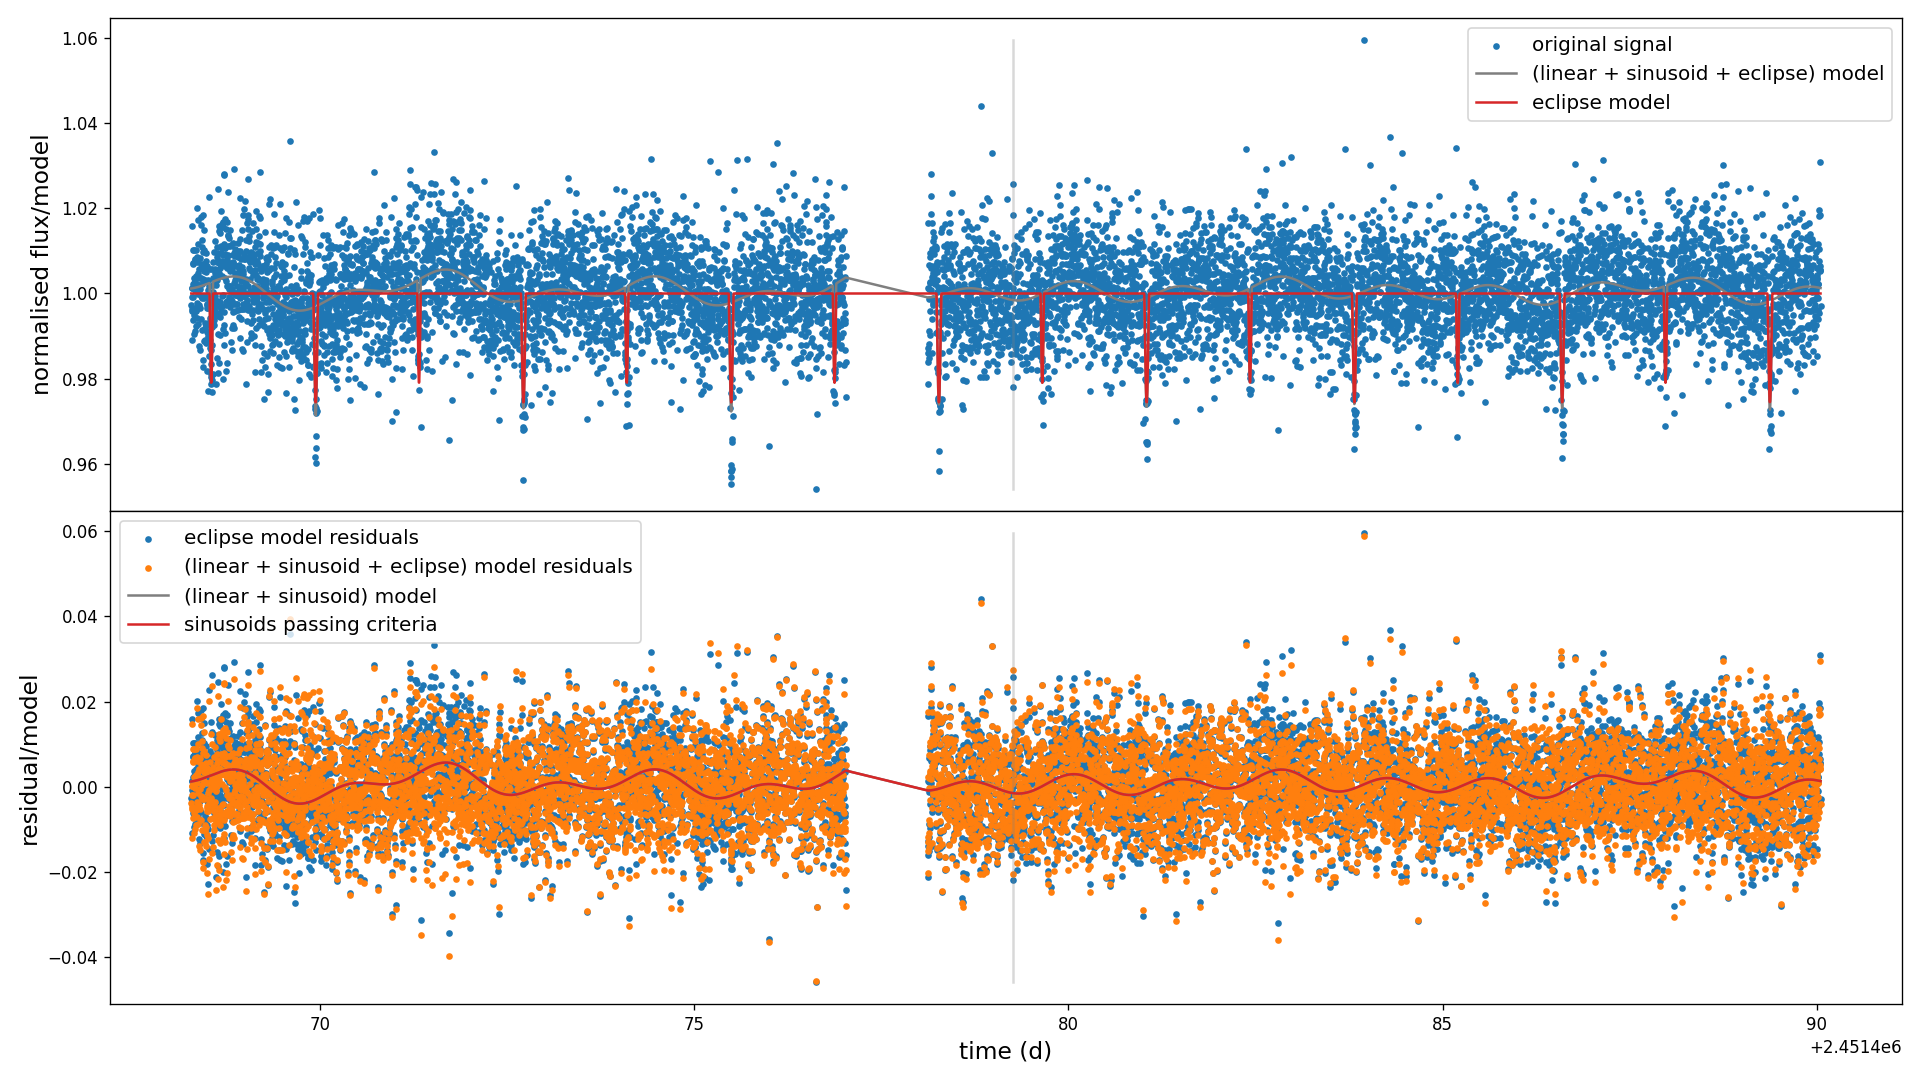 1.06
1.04
1.02
1.00
0.98
0.96
normalised flux/model
original signal
(linear + sinusoid + eclipse) model
eclipse model
0.06
0.04
0.02
0.00
−0.02
−0.04
residual/model
eclipse model residuals
(linear + sinusoid + eclipse) model residuals
(linear + sinusoid) model
sinusoids passing criteria
70
75
80
85
90
+2.4514e6
time (d)